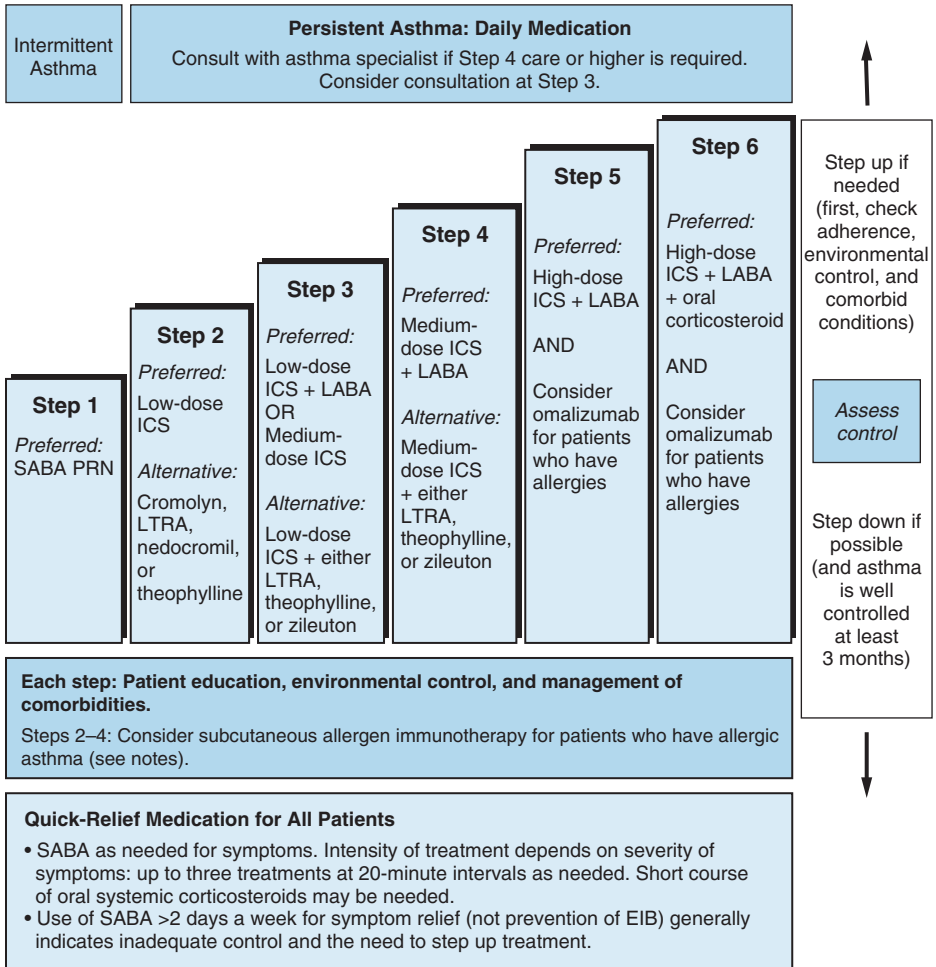 Intermittent
Asthma
Persistent Asthma: Daily Medication
Consult with asthma specialist if Step 4 care or higher is required.
Consider consultation at Step 3.
Step 1
Preferred:
SABA PRN
Step 2
Preferred:
Low-dose
ICS
Alternative:
Cromolyn,
LTRA,
nedocromil,
or
theophylline
Step 3
Preferred:
Low-dose
ICS + LABA
OR
Medium-
dose ICS
Alternative:
Low-dose
ICS + either
LTRA,
theophylline,
or zileuton
Step 4
Preferred:
Medium-
dose ICS
+ LABA
Alternative:
Medium-
dose ICS
+ either
LTRA,
theophylline,
or zileuton
Step 5
Preferred:
High-dose
ICS + LABA
AND
Consider
omalizumab
for patients
who have
allergies
Step 6
Preferred:
High-dose
ICS + LABA
+ oral
corticosteroid
AND
Consider
omalizumab
for patients
who have
allergies
Step up if
needed
(first, check
adherence,
environmental
control, and
comorbid
conditions)
Assess
control
Step down if
possible
(and asthma
is well
controlled
at least
3 months)
Each step: Patient education, environmental control, and management of
comorbidities.
Steps 2–4: Consider subcutaneous allergen immunotherapy for patients who have allergic
asthma (see notes).
Quick-Relief Medication for All Patients
• SABA as needed for symptoms. Intensity of treatment depends on severity of
symptoms: up to three treatments at 20-minute intervals as needed. Short course
of oral systemic corticosteroids may be needed.
• Use of SABA >2 days a week for symptom relief (not prevention of EIB) generally
indicates inadequate control and the need to step up treatment.